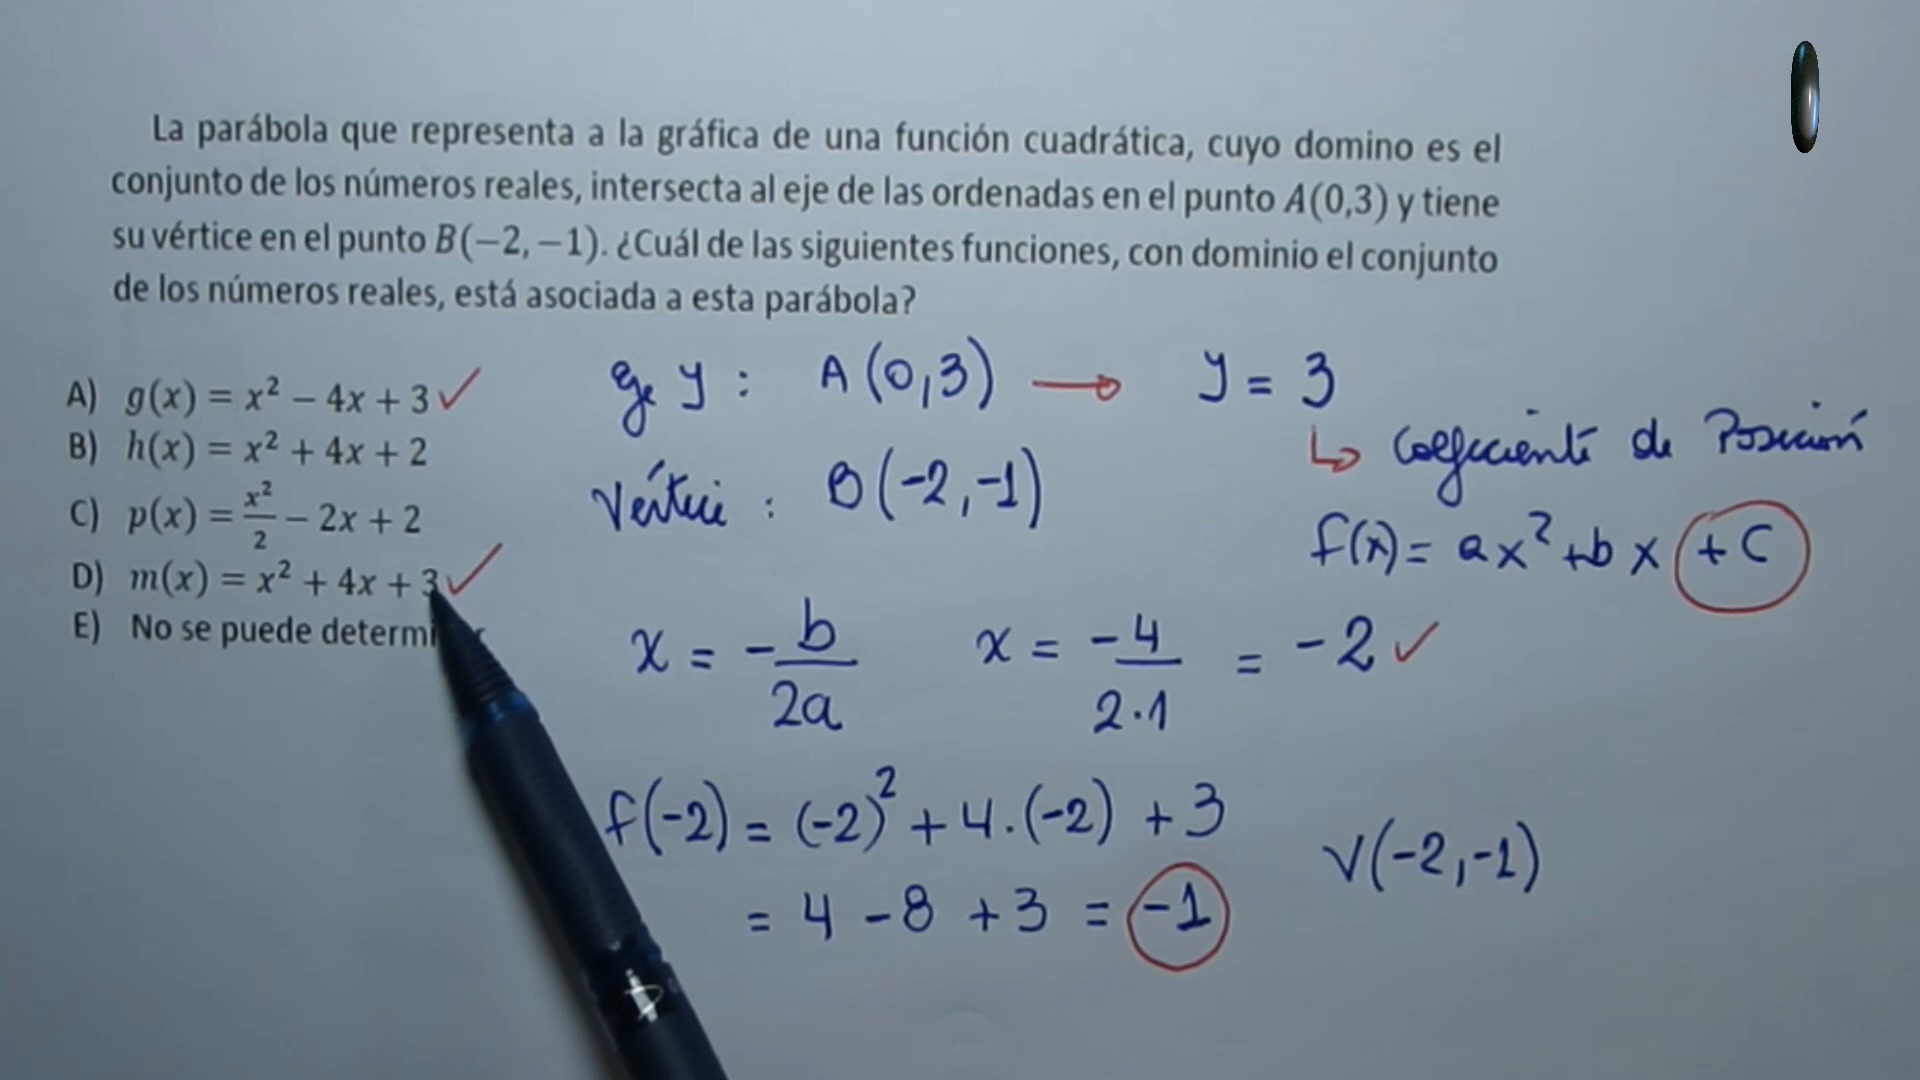 La parábola que representa a la gráfica de una función cuadrática, cuyo domino es el
conjunto de los números reales, intersecta al eje de las ordenadas en el punto A(0,3) y tiene
su vértice en el punto B(−2, −1). ¿Cuál de las siguientes funciones, con dominio el conjunto
de los números reales, está asociada a esta parábola?
A) g(x) = x² − 4x + 3 ✓
B) h(x) = x² + 4x + 2
C) p(x) = x²/2 − 2x + 2
D) m(x) = x² + 4x + 3 ✓
E) No se puede determi
eje y : A(0,3) → y = 3
↳ Coeficiente de Posición
Vértice : B(-2,-1)
f(x) = ax² + bx + c
x = -b/2a x = -4/2·1 = -2 ✓
f(-2) = (-2)² + 4·(-2) + 3
= 4 - 8 + 3 = -1
V(-2,-1)